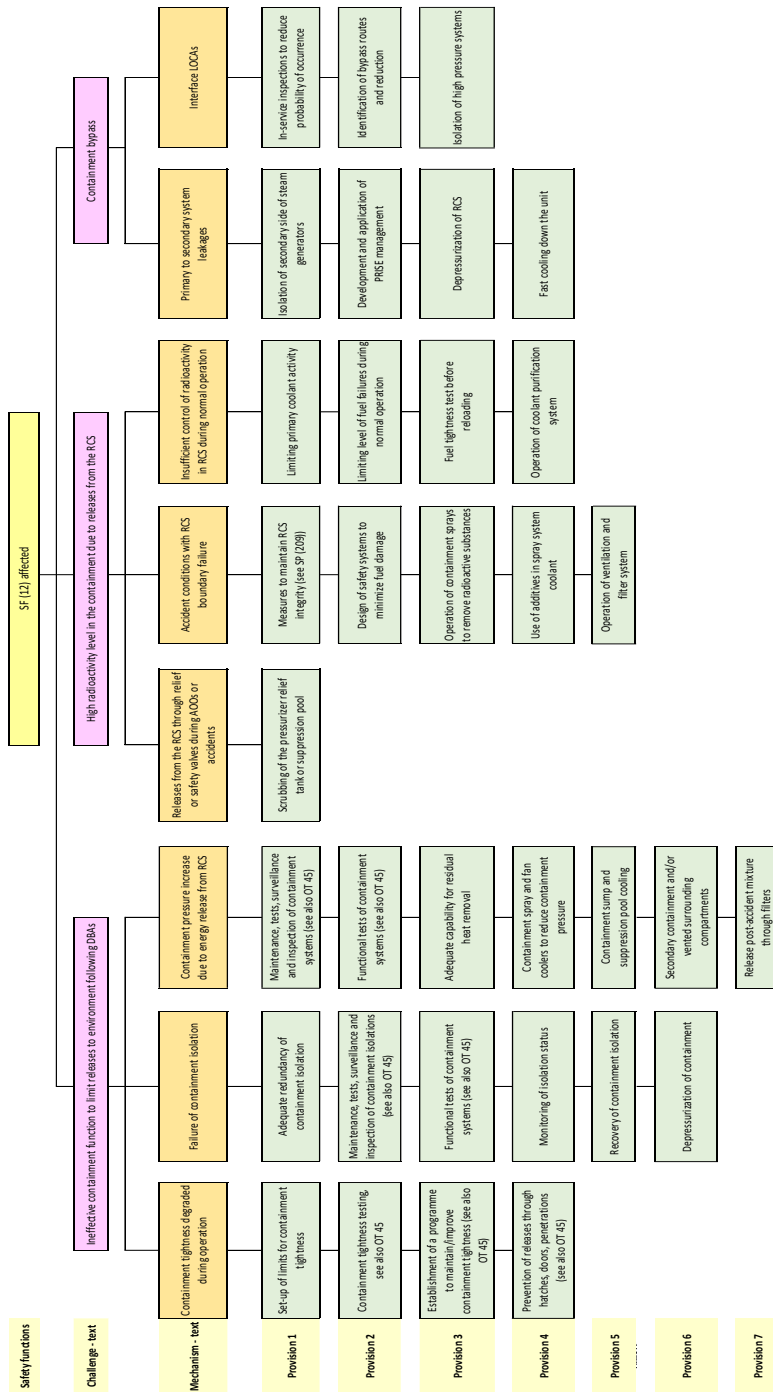 Safety functions
SF (12) affected
Challenge - text
Ineffective containment function to limit releases to environment following DBAs
High radioactivity level in the containment due to releases from the RCS
Containment bypass
Mechanism - text
Containment tightness degraded
during operation
Failure of containment isolation
Containment pressure increase
due to energy release from RCS
Releases from the RCS through relief
or safety valves during AOOs or
accidents
Accident conditions with RCS
boundary failure
Insufficient control of radioactivity
in RCS during normal operation
Primary to secondary system
leakages
Interface LOCAs
Provision 1
Set-up of limits for containment
tightness
Adequate redundancy of
containment isolation
Maintenance, tests, surveillance
and inspection of containment
systems (see also OT 45)
Scrubbing of the pressurizer relief
tank or suppression pool
Measures to maintain RCS
integrity (see SP (209))
Limiting primary coolant activity
Isolation of secondary side of steam
generators
In-service inspections to reduce
probability of occurrence
Provision 2
Containment tightness testing,
see also OT 45
Maintenance, tests, surveillance and
inspection of containment isolations
(see also OT 45)
Functional tests of containment
systems (see also OT 45)
Design of safety systems to
minimize fuel damage
Limiting level of fuel failures during
normal operation
Development and application of
PRISE management
Identification of bypass routes
and reduction
Provision 3
Establishment of a programme
to maintain/improve
containment tightness (see also
OT 45)
Functional tests of containment
systems (see also OT 45)
Adequate capability for residual
heat removal
Operation of containment sprays
to remove radioactive substances
Fuel tightness test before
reloading
Depressurization of RCS
Isolation of high pressure systems
Provision 4
Prevention of releases through
hatches, doors, penetrations
(see also OT 45)
Monitoring of isolation status
Containment spray and fan
coolers to reduce containment
pressure
Use of additives in spray system
coolant
Operation of coolant purification
system
Fast cooling down the unit
Provision 5
Recovery of containment isolation
Containment sump and
suppression pool cooling
Operation of ventilation and
filter system
Provision 6
Depressurization of containment
Secondary containment and/or
vented surrounding
compartments
Provision 7
Release post-accident mixture
through filters